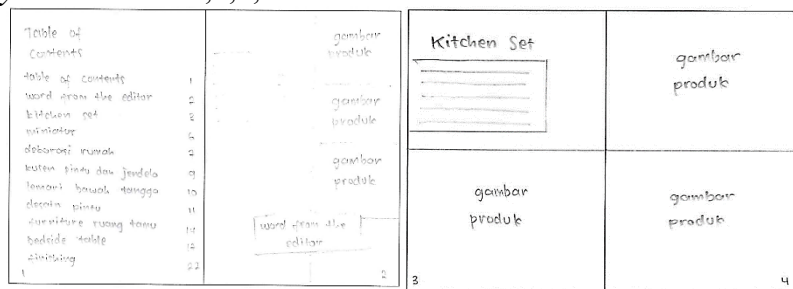 Table of
Contents
table of contents 1
word from the editor 2
kitchen set 3
miniatur 6
dekorasi rumah
kusen pintu dan jendela 9
lemari bawah tangga 10
desain pintu 11
furniture ruang tamu
bedside table
finishing 22
1
gambar
produk
gambar
produk
gambar
produk
word from the
editor
2
Kitchen Set
gambar
produk
gambar
produk
gambar
produk
3
4